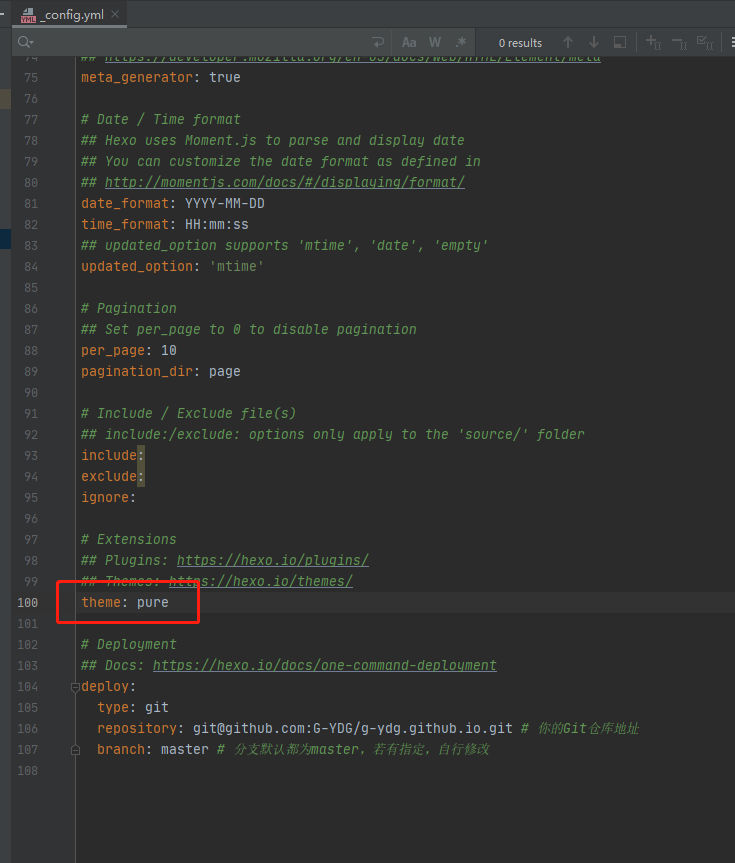 _config.yml
Aa W .* 0 results
74 ## https://developer.mozilla.org/en-US/docs/Web/HTML/Element/meta
75 meta_generator: true
76
77 # Date / Time format
78 ## Hexo uses Moment.js to parse and display date
79 ## You can customize the date format as defined in
80 ## http://momentjs.com/docs/#/displaying/format/
81 date_format: YYYY-MM-DD
82 time_format: HH:mm:ss
83 ## updated_option supports 'mtime', 'date', 'empty'
84 updated_option: 'mtime'
85
86 # Pagination
87 ## Set per_page to 0 to disable pagination
88 per_page: 10
89 pagination_dir: page
90
91 # Include / Exclude file(s)
92 ## include:/exclude: options only apply to the 'source/' folder
93 include:
94 exclude:
95 ignore:
96
97 # Extensions
98 ## Plugins: https://hexo.io/plugins/
99 ## Themes: https://hexo.io/themes/
100 theme: pure
101
102 # Deployment
103 ## Docs: https://hexo.io/docs/one-command-deployment
104 deploy:
105 type: git
106 repository: git@github.com:G-YDG/g-ydg.github.io.git # 你的Git仓库地址
107 branch: master # 分支默认都为master，若有指定，自行修改
108